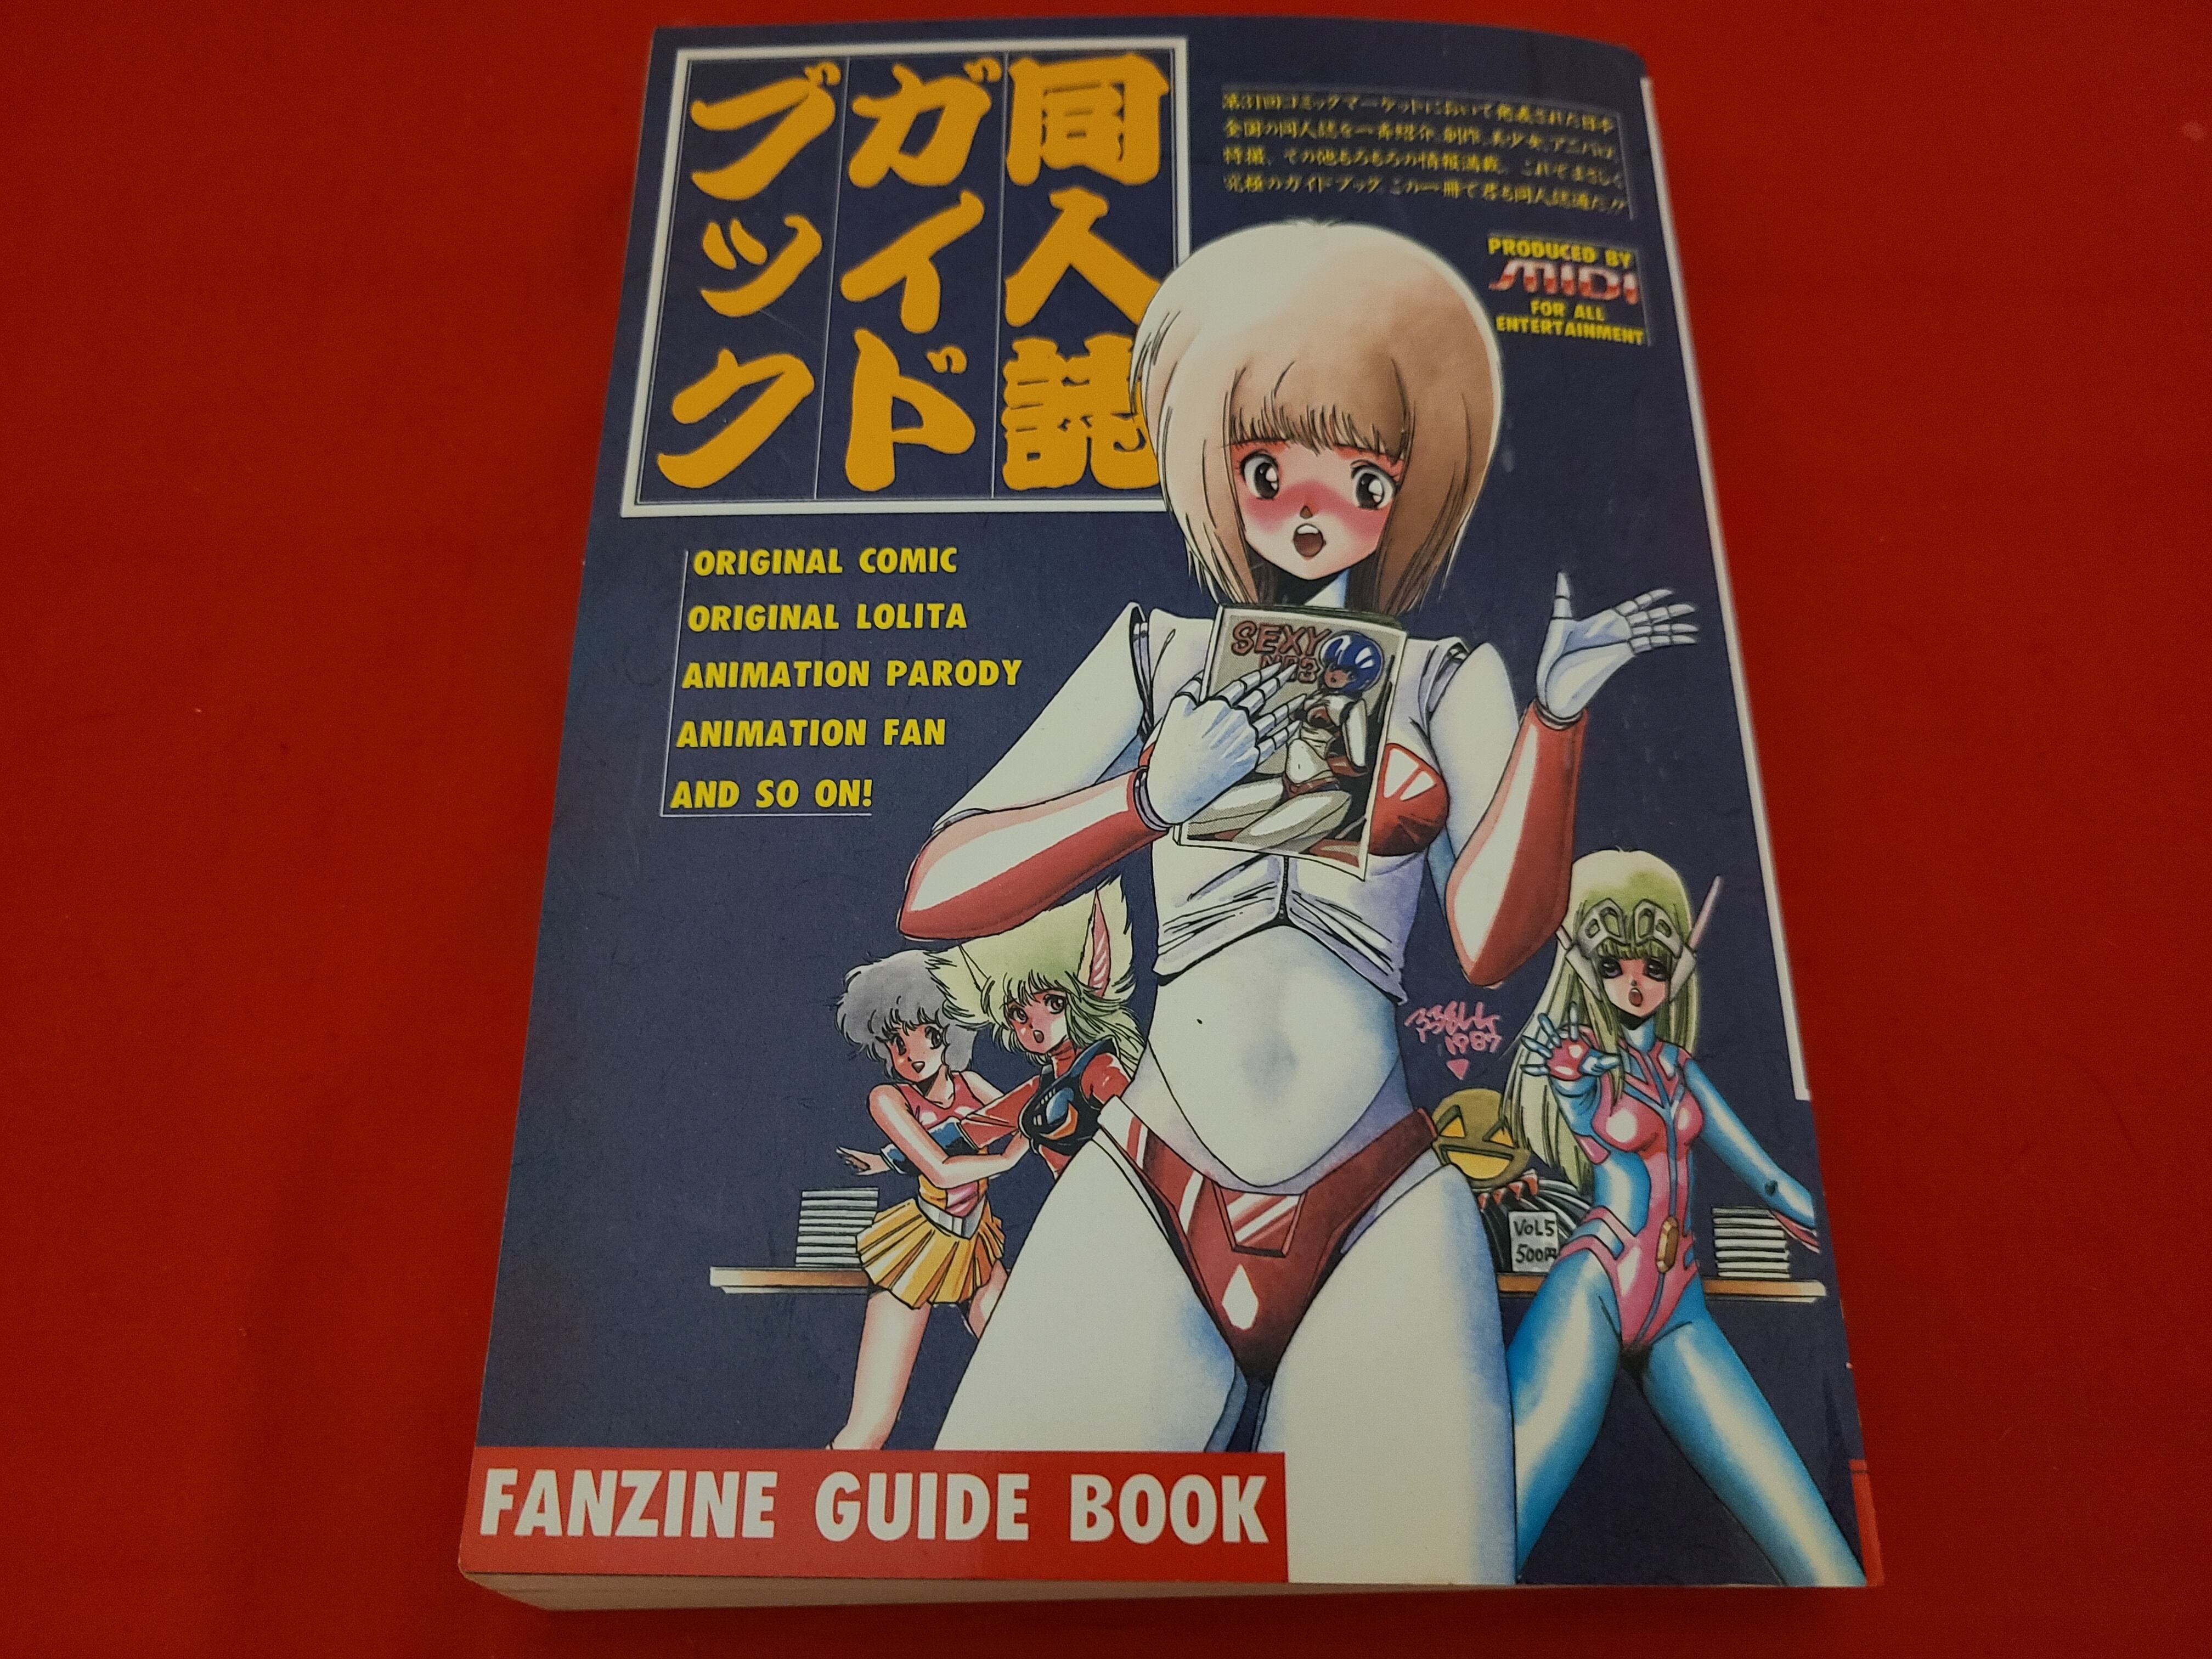 同人誌
ガイド
ブック
第31回コミックマーケットにおいて発表された日本
全国の同人誌を一斉紹介。創作、美少女、アニパロ、
特撮、その他もろもろの情報満載。これぞまさしく
究極のガイドブック。この一冊で君も同人誌通だ!!
PRODUCED BY
MIDI
FOR ALL
ENTERTAINMENT
ORIGINAL COMIC
ORIGINAL LOLITA
ANIMATION PARODY
ANIMATION FAN
AND SO ON!
SEXY
No3
1987
VOL5
500円
FANZINE GUIDE BOOK